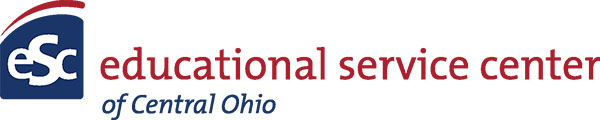 eSc
educational service center
of Central Ohio